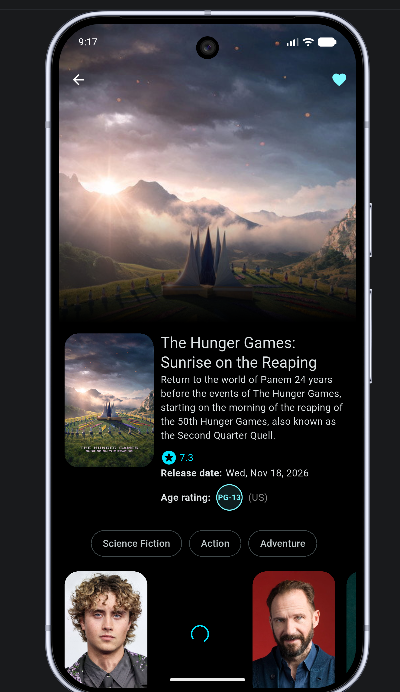 9:17
The Hunger Games:
Sunrise on the Reaping
Return to the world of Panem 24 years
before the events of The Hunger Games,
starting on the morning of the reaping of
the 50th Hunger Games, also known as
the Second Quarter Quell.
7.3
Release date: Wed, Nov 18, 2026
Age rating: PG-13 (US)
Science Fiction Action Adventure
THE HUNGER GAMES